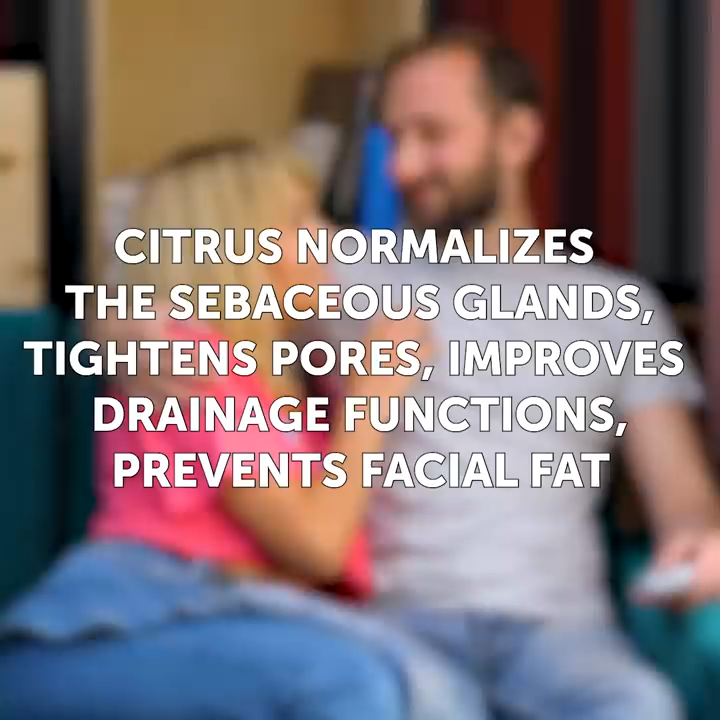 CITRUS NORMALIZES
THE SEBACEOUS GLANDS,
TIGHTENS PORES, IMPROVES
DRAINAGE FUNCTIONS,
PREVENTS FACIAL FAT